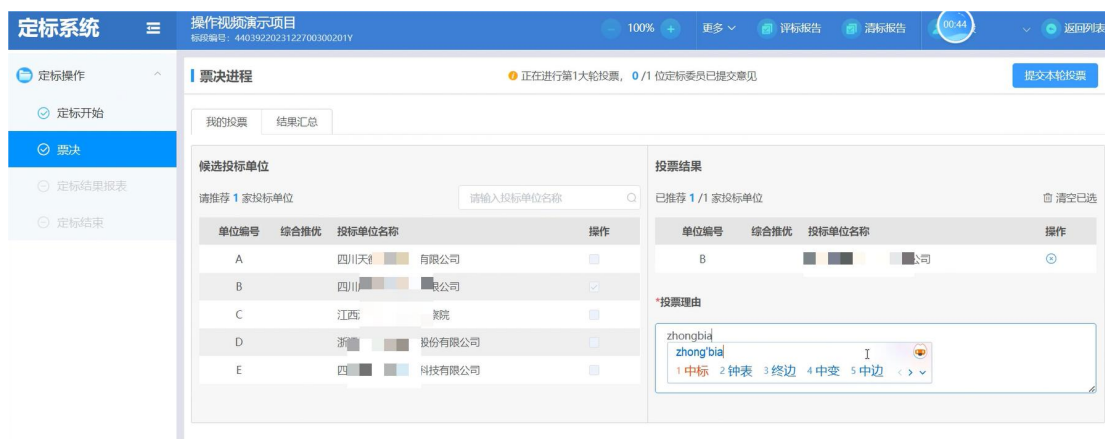 定标系统
操作视频演示项目
标段编号：44039220231227003002​01Y
100%
更多
评标报告
清标报告
00:44
返回列表
定标操作
票决进程
正在进行第1大轮投票，0/1 位定标委员已提交意见
提交本轮投票
定标开始
票决
定标结果报表
定标结束
我的投票 结果汇总
候选投标单位
请推荐 1 家投标单位
请输入投标单位名称
单位编号 综合推优 投标单位名称 操作
A 四川天 有限公司
B 四川 限公司
C 江西 院
D 浙 股份有限公司
E 四 科技有限公司
投票结果
已推荐 1 /1 家投标单位
清空已选
单位编号 综合推优 投标单位名称 操作
B 公司
*投票理由
zhongbia
zhong'bia
1 中标 2 钟表 3 终边 4 中变 5 中边